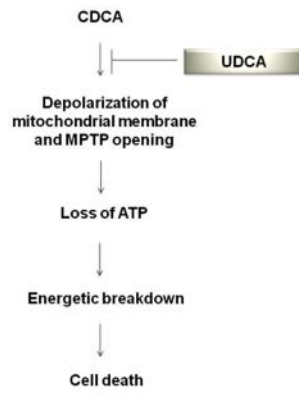 CDCA
UDCA
Depolarization of
mitochondrial membrane
and MPTP opening
Loss of ATP
Energetic breakdown
Cell death